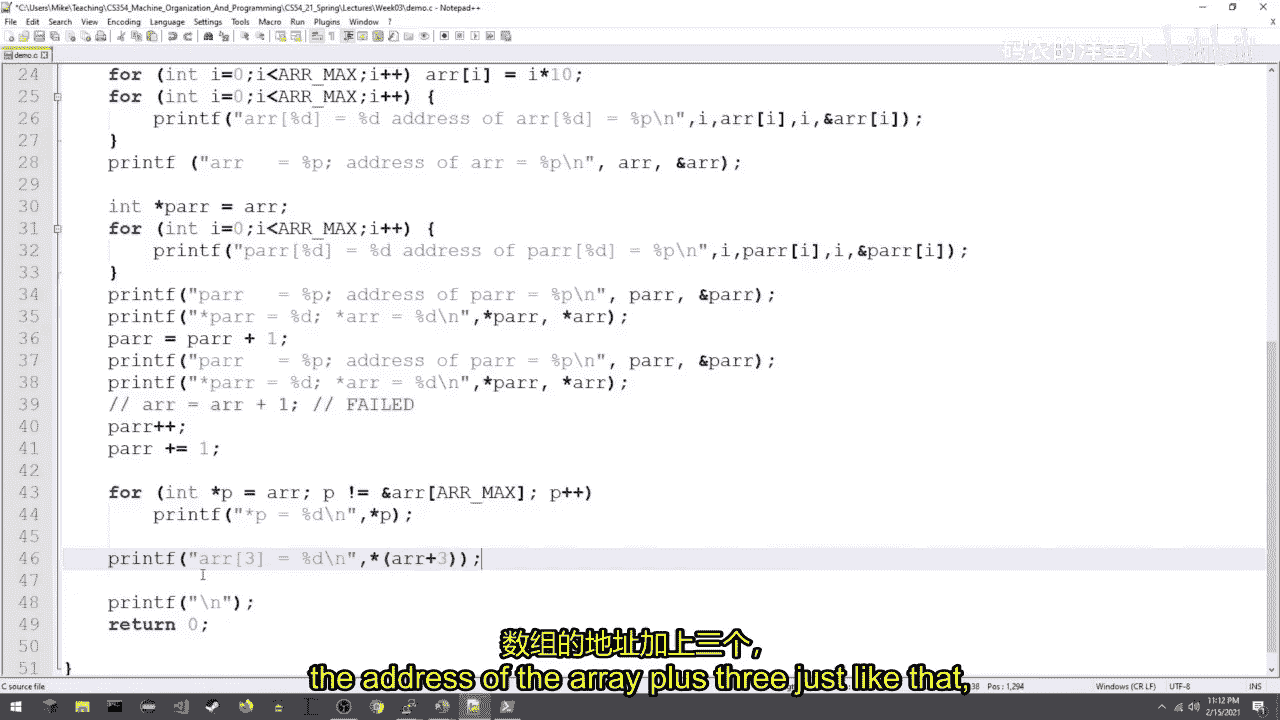 *C:\Users\Mike\Teaching\CS354_Machine_Organization_And_Programming\CS54_21_Spring\Lectures\Week03\demo.c - Notepad++
File Edit Search View Encoding Language Settings Tools Macro Run Plugins Window ? X
demo.c
24 for (int i=0;i<ARR_MAX;i++) arr[i] = i*10;
25 for (int i=0;i<ARR_MAX;i++) {
26 printf("arr[%d] = %d address of arr[%d] = %p\n",i,arr[i],i,&arr[i]);
27 }
28 printf ("arr   = %p; address of arr = %p\n", arr, &arr);
29
30 int *parr = arr;
31 for (int i=0;i<ARR_MAX;i++) {
32 printf("parr[%d] = %d address of parr[%d] = %p\n",i,parr[i],i,&parr[i]);
33 }
34 printf("parr   = %p; address of parr = %p\n", parr, &parr);
35 printf("*parr = %d; *arr = %d\n",*parr, *arr);
36 parr = parr + 1;
37 printf("parr   = %p; address of parr = %p\n", parr, &parr);
38 printf("*parr = %d; *arr = %d\n",*parr, *arr);
39 // arr = arr + 1; // FAILED
40 parr++;
41 parr += 1;
42
43 for (int *p = arr; p != &arr[ARR_MAX]; p++)
44 printf("*p = %d\n",*p);
45
46 printf("arr[3] = %d\n",*(arr+3));
47
48 printf("\n");
49 return 0;
50
51 }
数组的地址加上三个，
the address of the array plus three just like that,
C source file 38 Pos : 1,294 Windows (CR LF) UTF-8 INS
11:12 PM
2/15/2021